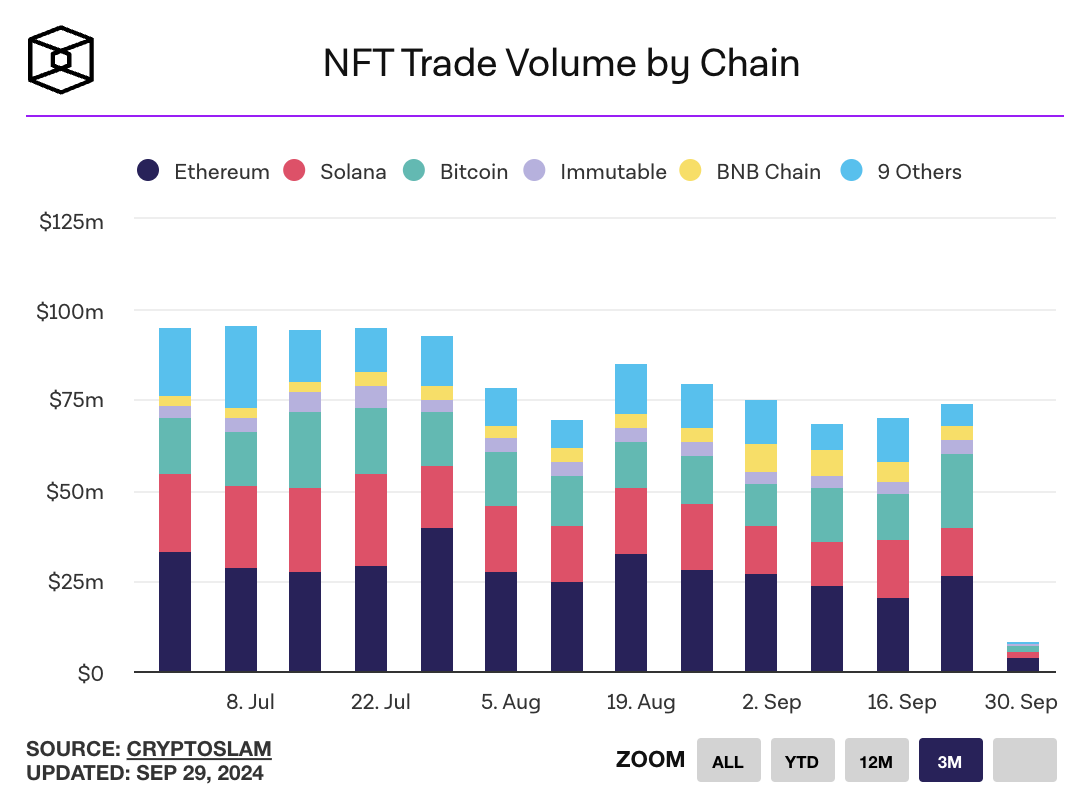 NFT Trade Volume by Chain
Ethereum Solana Bitcoin Immutable BNB Chain 9 Others
$125m
$100m
$75m
$50m
$25m
$0
8. Jul 22. Jul 5. Aug 19. Aug 2. Sep 16. Sep 30. Sep
SOURCE: CRYPTOSLAM
UPDATED: SEP 29, 2024
ZOOM ALL YTD 12M 3M